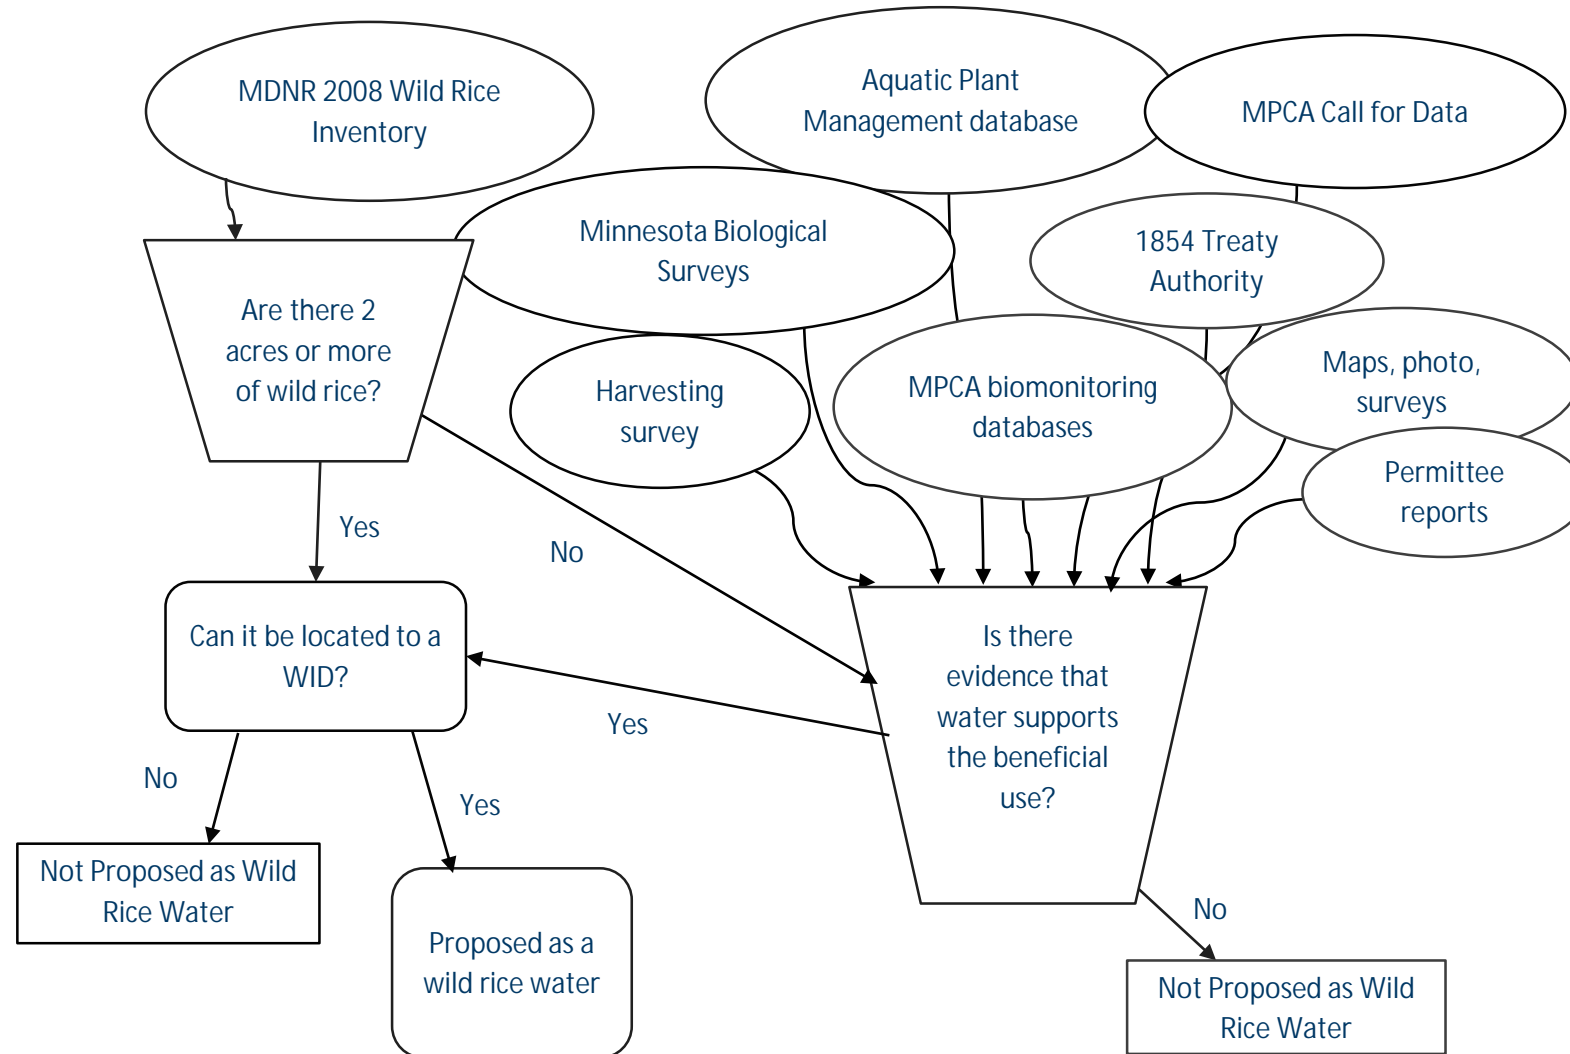 MDNR 2008 Wild Rice
Inventory
Aquatic Plant
Management database
MPCA Call for Data
Minnesota Biological
Surveys
1854 Treaty
Authority
Are there 2
acres or more
of wild rice?
Harvesting
survey
MPCA biomonitoring
databases
Maps, photo,
surveys
Permittee
reports
Yes
No
Can it be located to a
WID?
Is there
evidence that
water supports
the beneficial
use?
Yes
No
Yes
Not Proposed as Wild
Rice Water
Proposed as a
wild rice water
No
Not Proposed as Wild
Rice Water